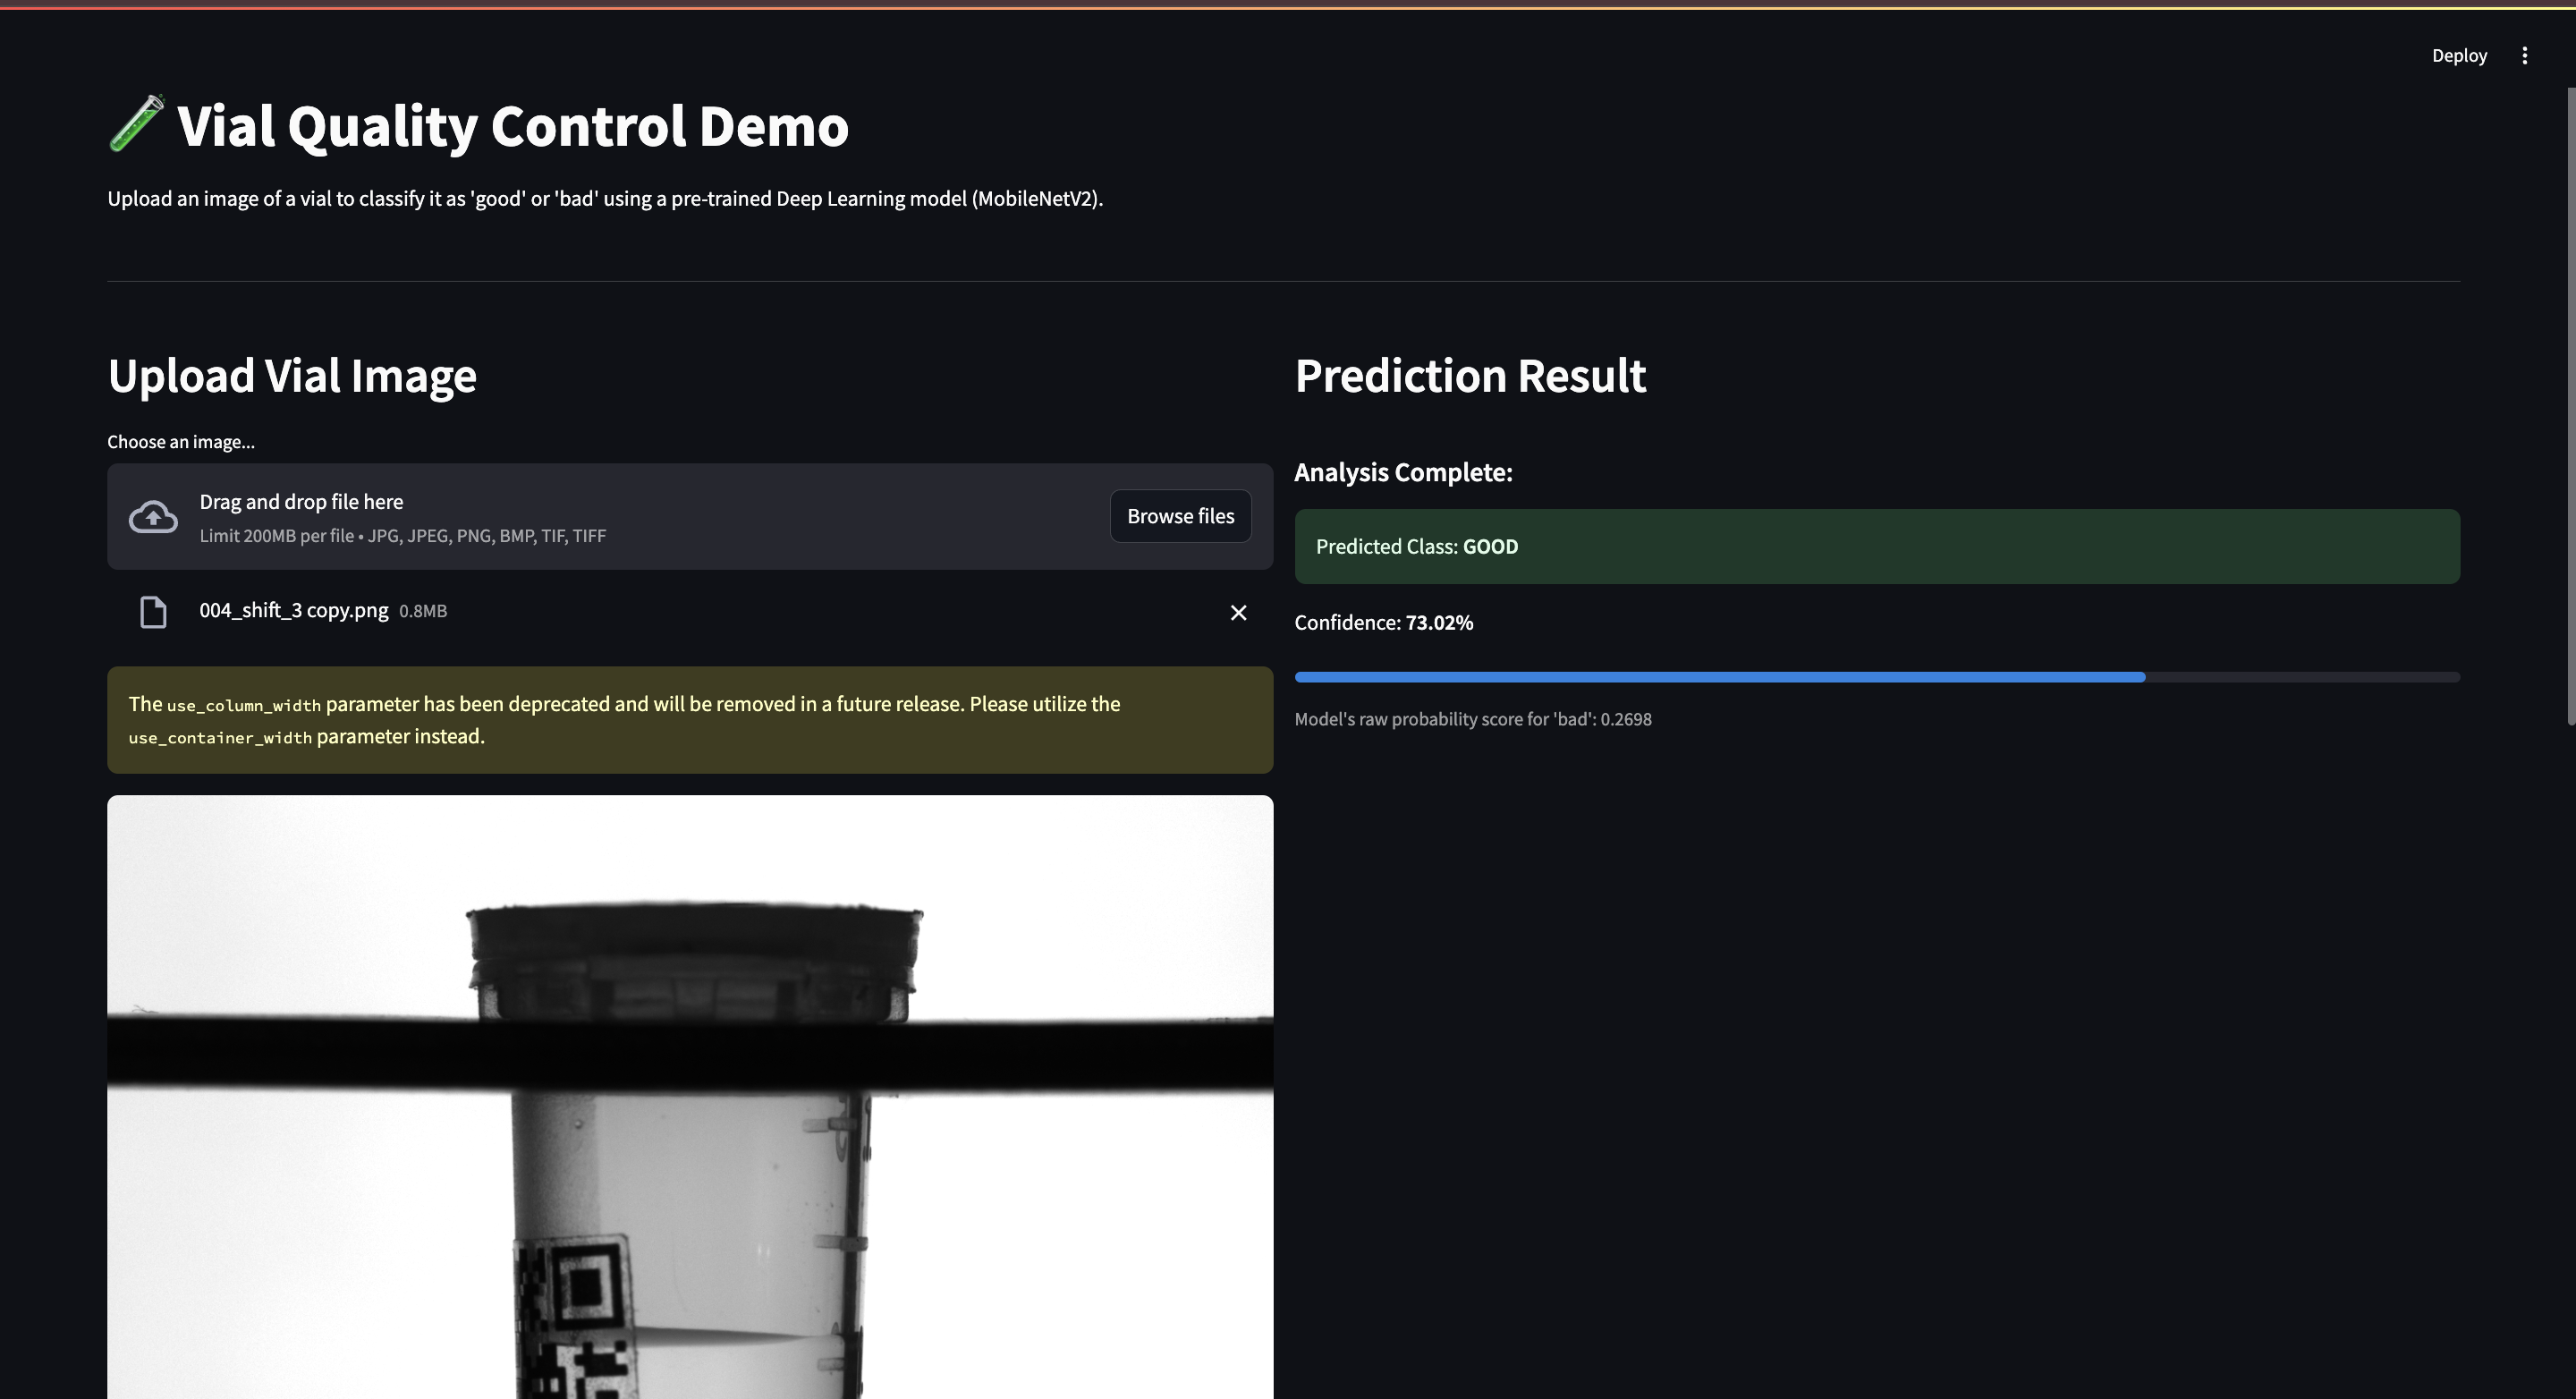 Deploy
Vial Quality Control Demo
Upload an image of a vial to classify it as 'good' or 'bad' using a pre-trained Deep Learning model (MobileNetV2).
Upload Vial Image
Choose an image...
Drag and drop file here
Limit 200MB per file • JPG, JPEG, PNG, BMP, TIF, TIFF
Browse files
004_shift_3 copy.png 0.8MB
The use_column_width parameter has been deprecated and will be removed in a future release. Please utilize the
use_container_width parameter instead.
Prediction Result
Analysis Complete:
Predicted Class: GOOD
Confidence: 73.02%
Model's raw probability score for 'bad': 0.2698